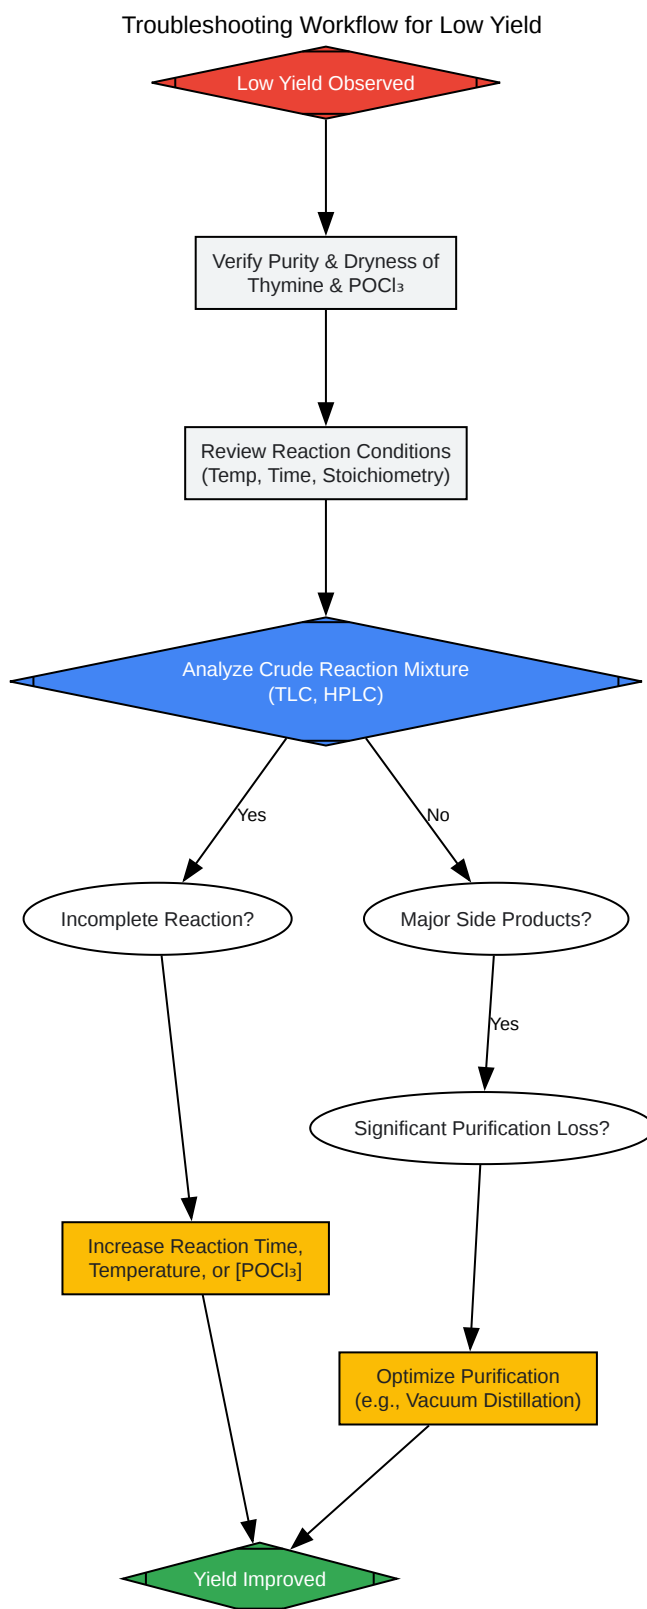 Troubleshooting Workflow for Low Yield
Low Yield Observed
Verify Purity & Dryness of
Thymine & POCl₃
Review Reaction Conditions
(Temp, Time, Stoichiometry)
Analyze Crude Reaction Mixture
(TLC, HPLC)
Yes
No
Incomplete Reaction?
Major Side Products?
Yes
Significant Purification Loss?
Increase Reaction Time,
Temperature, or [POCl₃]
Optimize Purification
(e.g., Vacuum Distillation)
Yield Improved